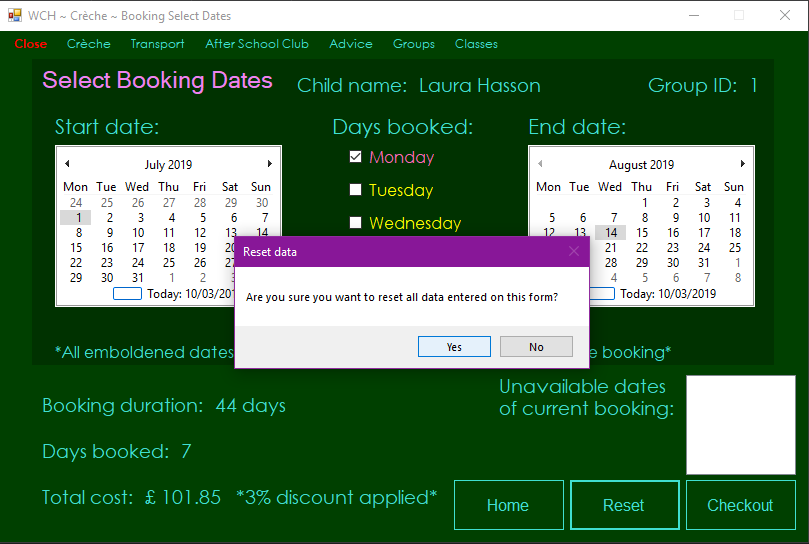 WCH ~ Crèche ~ Booking Select Dates
Close Crèche Transport After School Club Advice Groups Classes
Select Booking Dates Child name: Laura Hasson Group ID: 1
Start date: Days booked: End date:
July 2019
Mon Tue Wed Thu Fri Sat Sun
24 25 26 27 28 29 30
1 2 3 4 5 6 7
8 9 10 11 12 13 14
15 16 17 18 19
22 23 24 25 26
29 30 31 1 2
Today: 10/03/20
Monday
Tuesday
Wednesday
August 2019
Mon Tue Wed Thu Fri Sat Sun
1 2 3 4
5 6 7 8 9 10 11
12 13 14 15 16 17 18
21 22 23 24 25
28 29 30 31 1
4 5 6 7 8
Today: 10/03/2019
Reset data
Are you sure you want to reset all data entered on this form?
Yes No
*All emboldened dates booking*
Booking duration: 44 days
Days booked: 7
Total cost: £ 101.85 *3% discount applied*
Unavailable dates
of current booking:
Home Reset Checkout